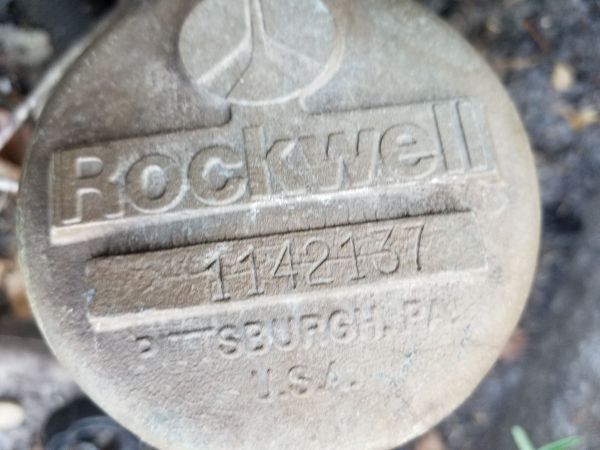 Rockwell
1142137
PITTSBURGH, PA.
U.S.A.